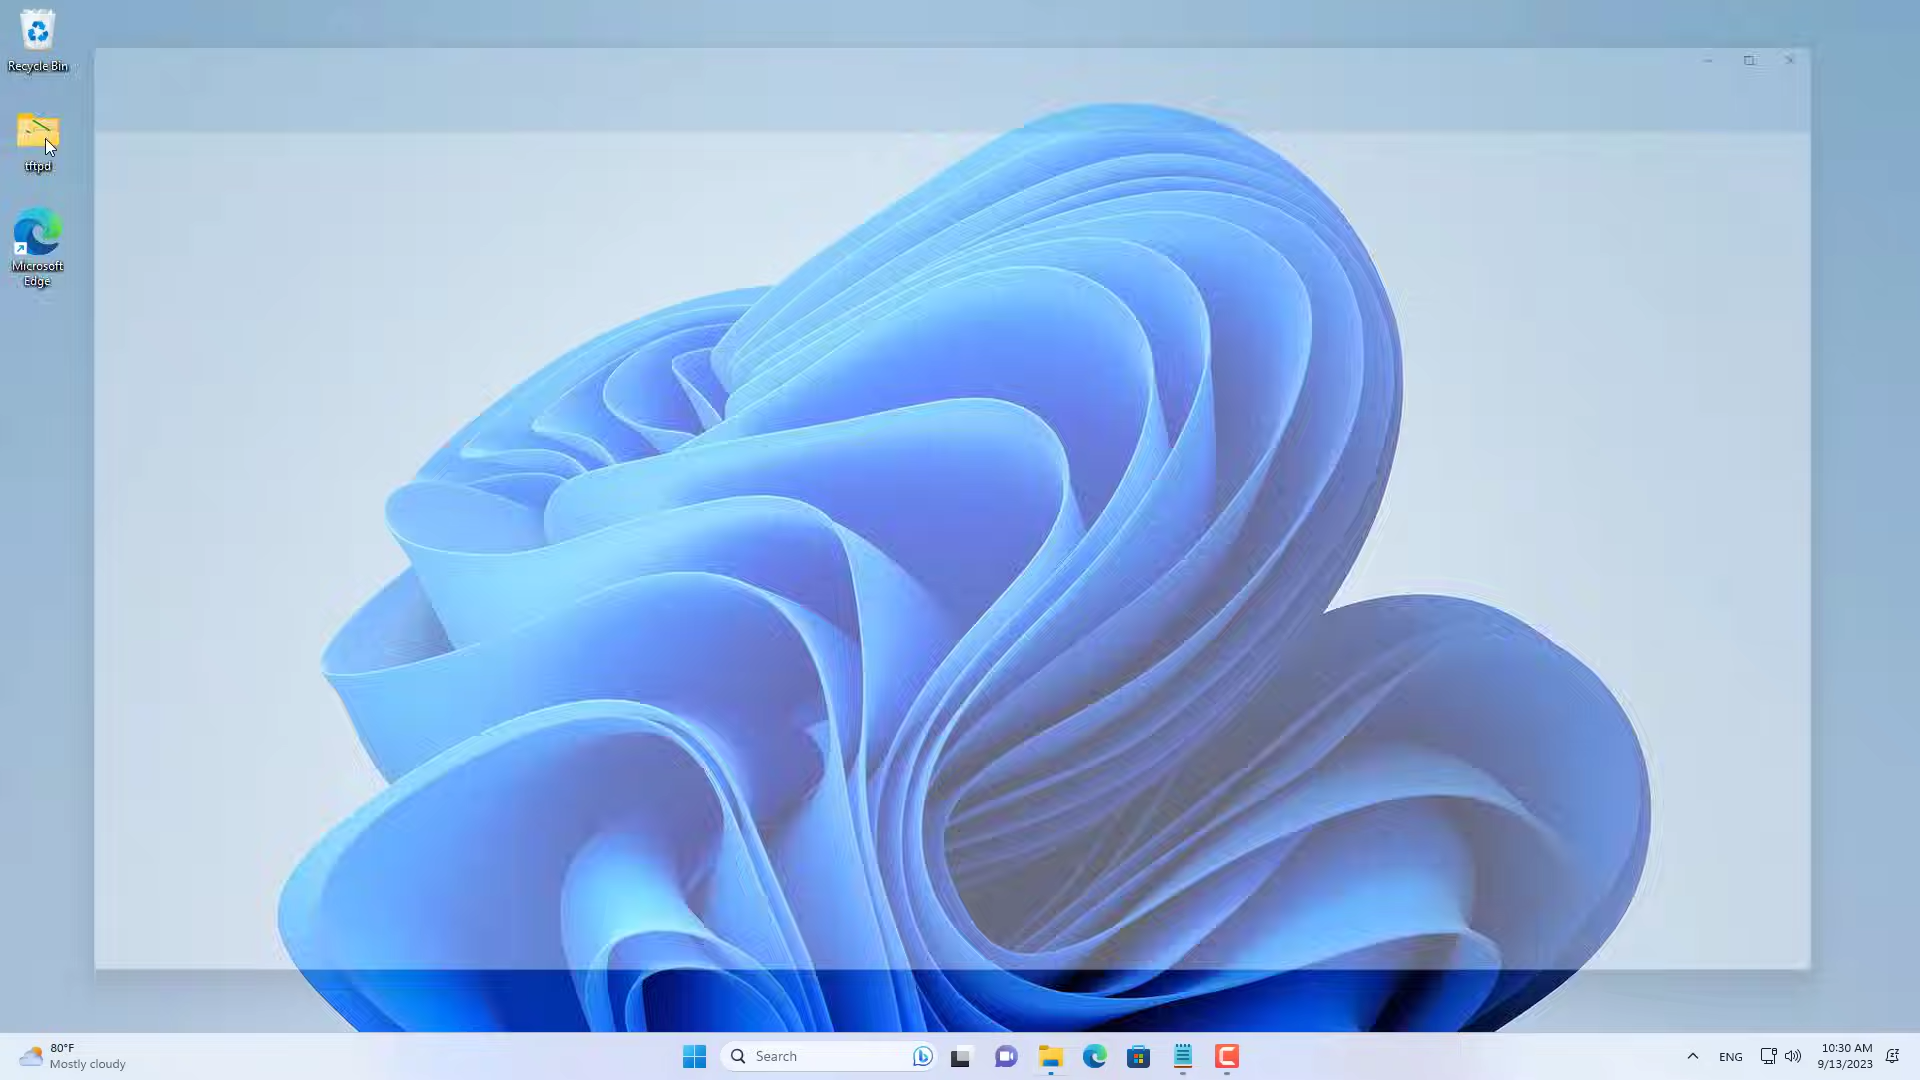 Recycle Bin
tftpd
Microsoft
Edge
80°F
Mostly cloudy
Search
ENG
10:30 AM
9/13/2023